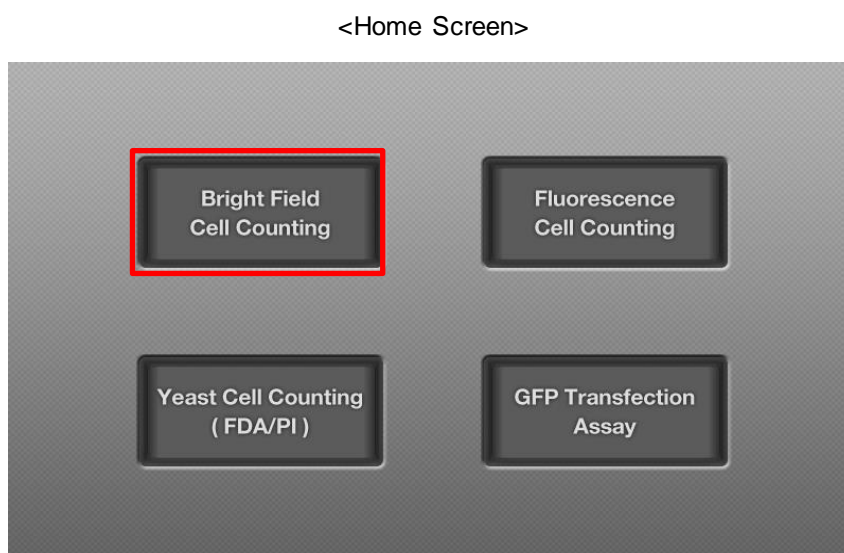 <Home Screen>
Bright Field
Cell Counting
Fluorescence
Cell Counting
Yeast Cell Counting
( FDA/PI )
GFP Transfection
Assay